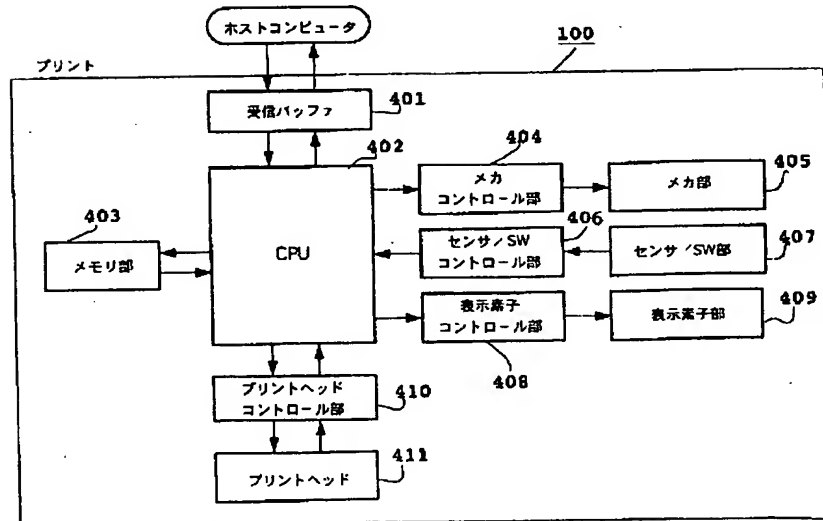 ホストコンピュータ
100
プリント
受信バッファ
401
402
404
メカ
コントロール部
メカ部
405
403
406
メモリ部
CPU
センサ/SW
コントロール部
センサ/SW部
407
表示素子
コントロール部
表示素子部
409
408
プリントヘッド
コントロール部
410
プリントヘッド
411